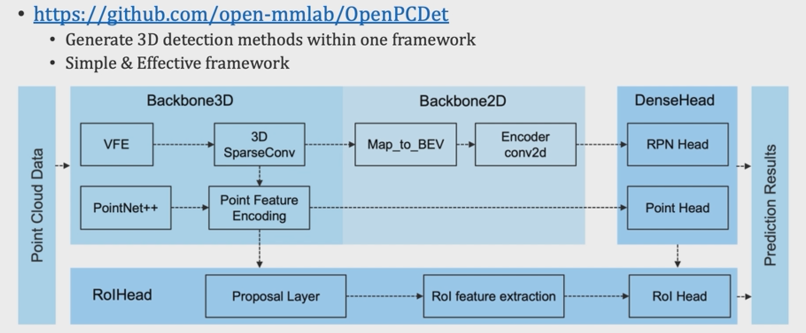 • https://github.com/open-mmlab/OpenPCDet
• Generate 3D detection methods within one framework
• Simple & Effective framework
Point Cloud Data
Backbone3D
Backbone2D
DenseHead
VFE
3D
SparseConv
Map_to_BEV
Encoder
conv2d
RPN Head
PointNet++
Point Feature
Encoding
Point Head
RoIHead
Proposal Layer
RoI feature extraction
RoI Head
Prediction Results